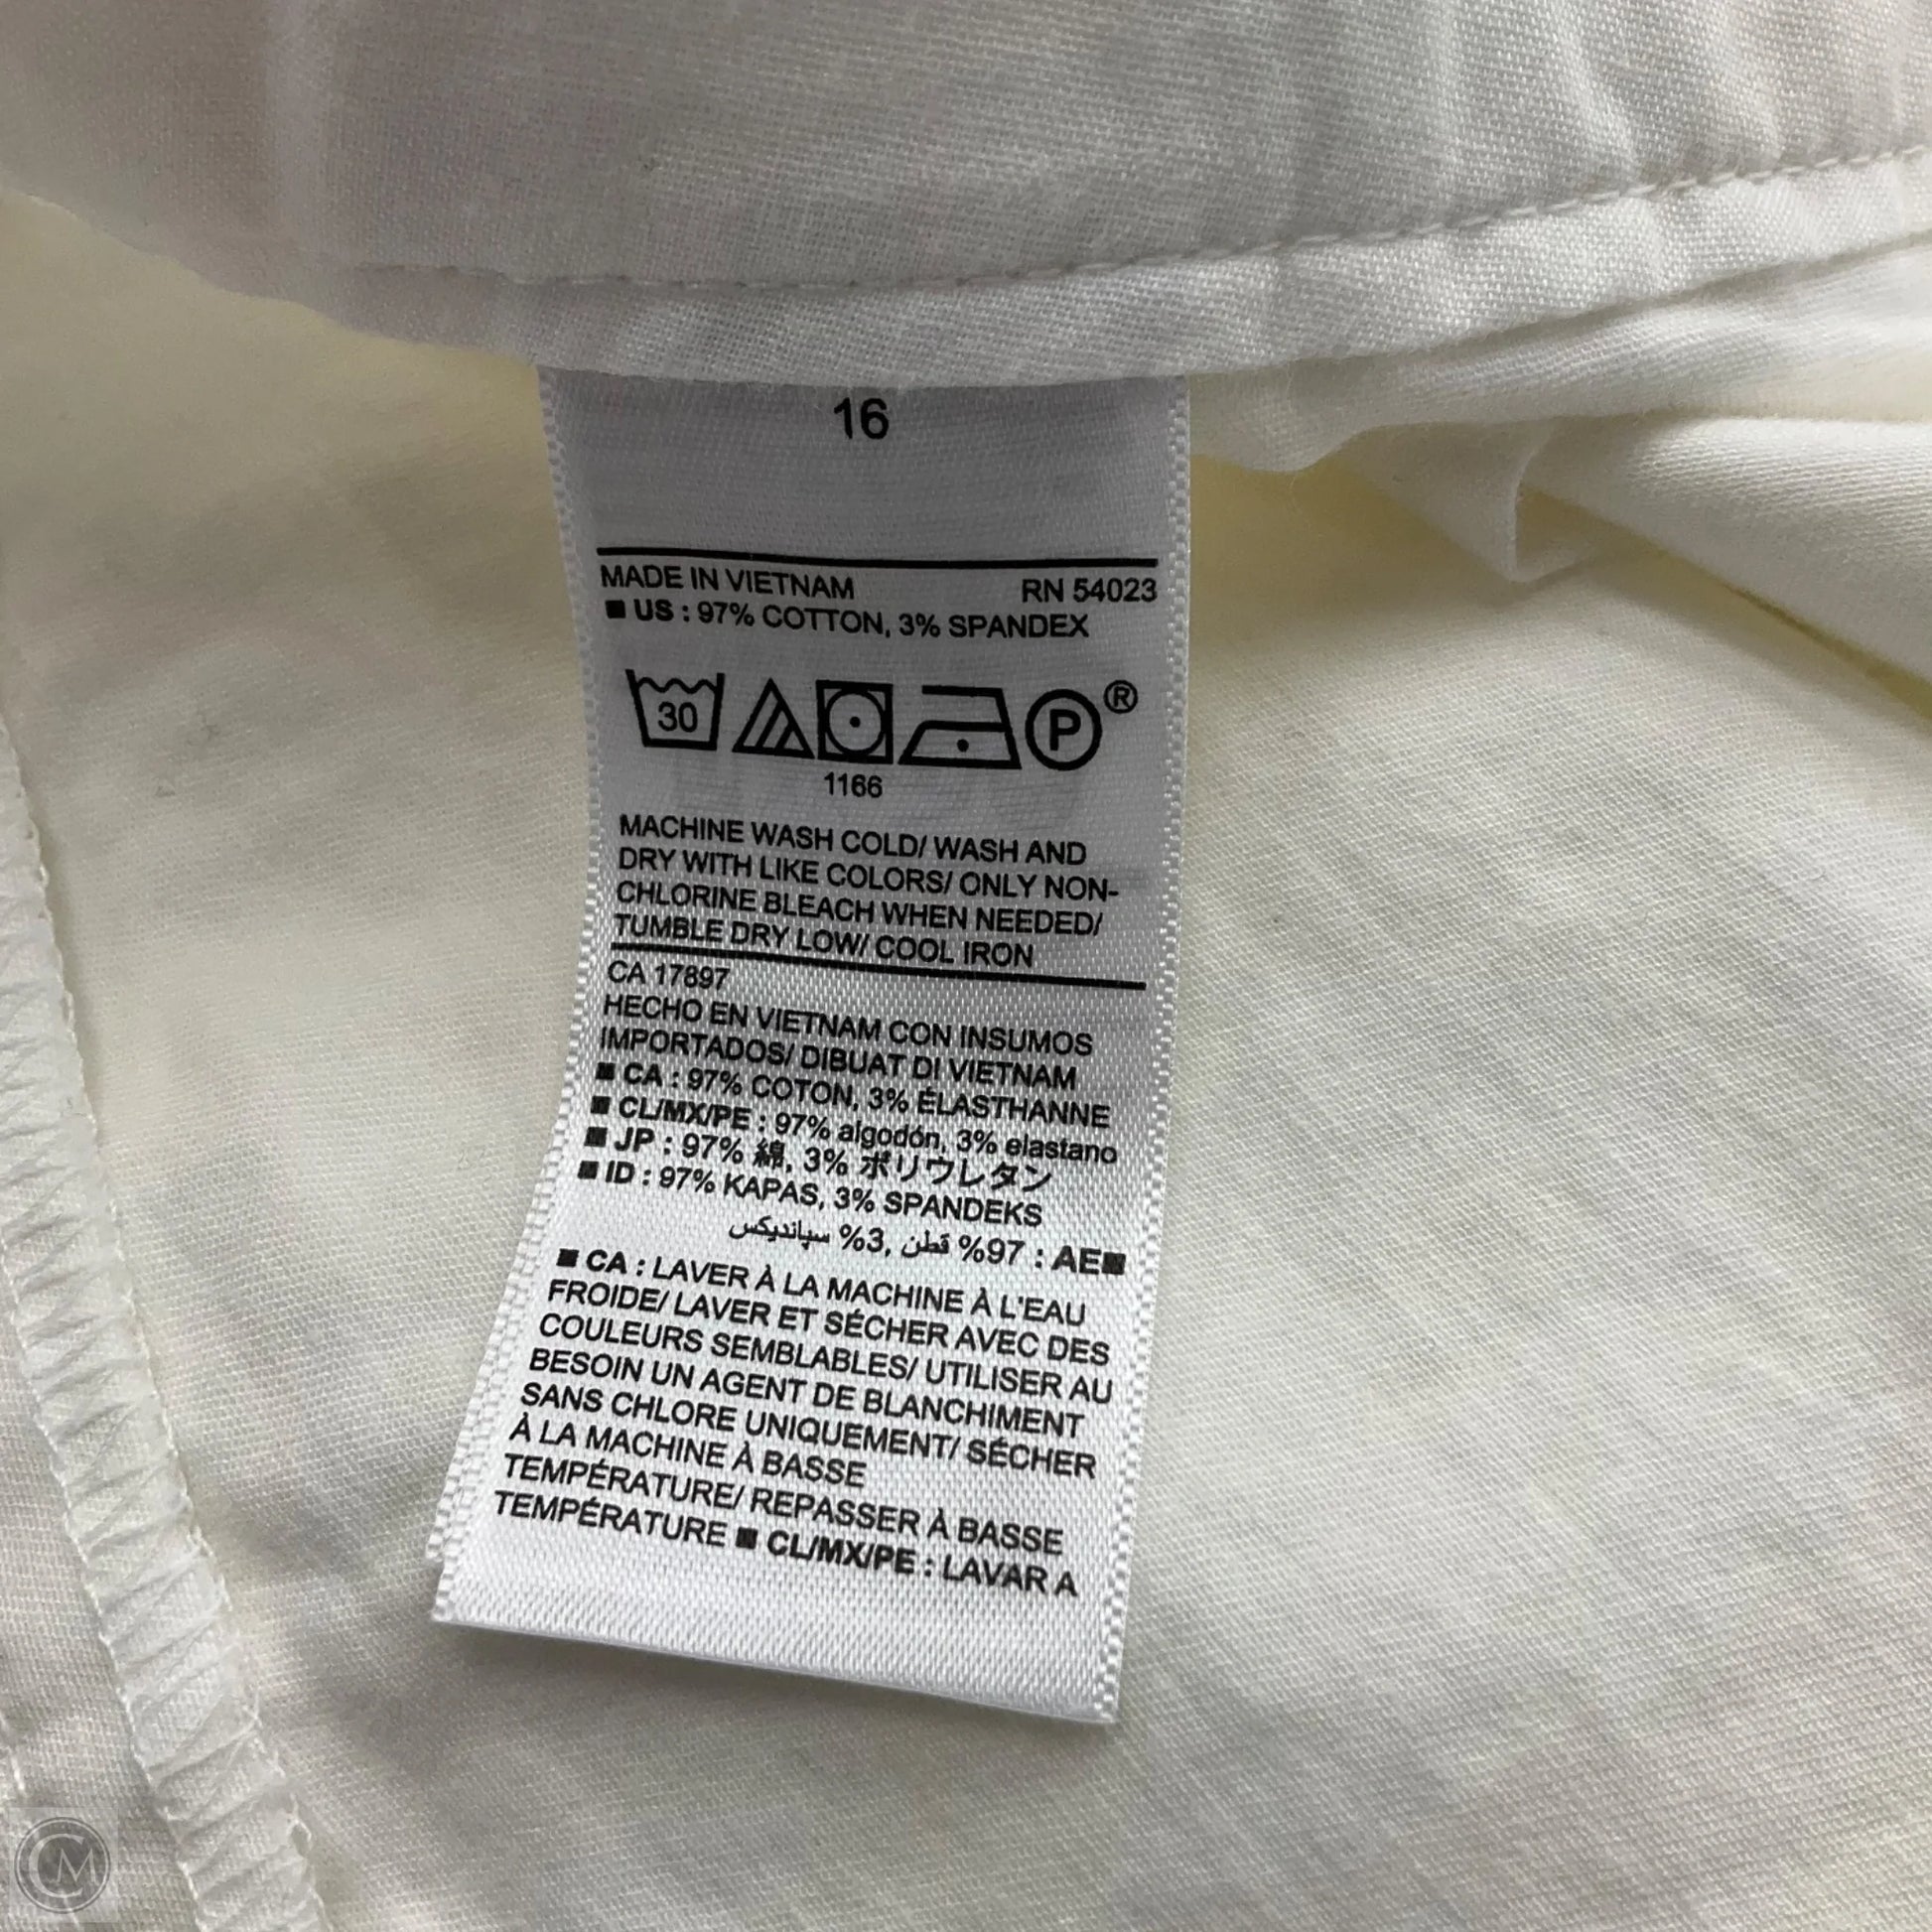 16
MADE IN VIETNAM RN 54023
■ US : 97% COTTON, 3% SPANDEX
30 P®
1166
MACHINE WASH COLD/ WASH AND
DRY WITH LIKE COLORS/ ONLY NON-
CHLORINE BLEACH WHEN NEEDED/
TUMBLE DRY LOW/ COOL IRON
CA 17897
HECHO EN VIETNAM CON INSUMOS
IMPORTADOS/ DIBUAT DI VIETNAM
■ CA : 97% COTON, 3% ÉLASTHANNE
■ CL/MX/PE : 97% algodón, 3% elastano
■ JP : 97% 綿, 3% ポリウレタン
■ ID : 97% KAPAS, 3% SPANDEKS
■AE : 97% قطن, 3% سپانديكس
■ CA : LAVER À LA MACHINE À L'EAU
FROIDE/ LAVER ET SÉCHER AVEC DES
COULEURS SEMBLABLES/ UTILISER AU
BESOIN UN AGENT DE BLANCHIMENT
SANS CHLORE UNIQUEMENT/ SÉCHER
À LA MACHINE À BASSE
TEMPÉRATURE/ REPASSER À BASSE
TEMPÉRATURE ■ CL/MX/PE : LAVAR A
CM